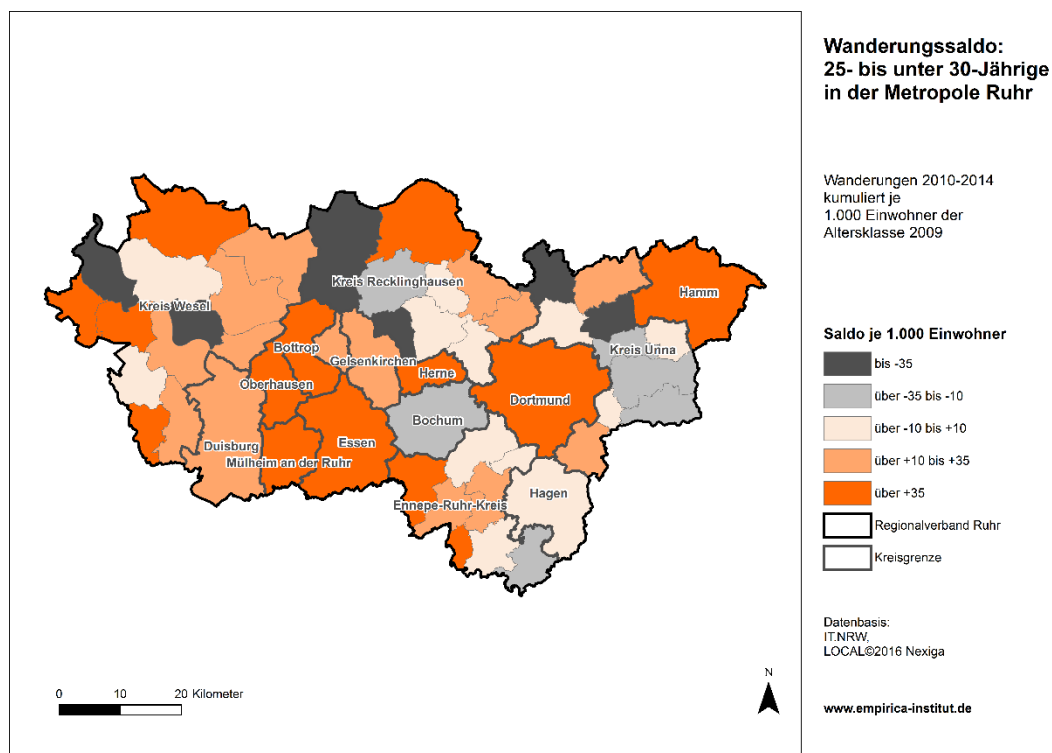 Wanderungssaldo:
25- bis unter 30-Jährige
in der Metropole Ruhr
Wanderungen 2010-2014
kumuliert je
1.000 Einwohner der
Altersklasse 2009
Kreis Recklinghausen
Hamm
Kreis Wesel
Bottrop
Gelsenkirchen
Kreis Unna
Oberhausen
Herne
Dortmund
Bochum
Duisburg
Essen
Mülheim an der Ruhr
Hagen
Ennepe-Ruhr-Kreis
Saldo je 1.000 Einwohner
bis -35
über -35 bis -10
über -10 bis +10
über +10 bis +35
über +35
Regionalverband Ruhr
Kreisgrenze
Datenbasis:
IT.NRW,
LOCAL©2016 Nexiga
0 10 20 Kilometer
N
www.empirica-institut.de